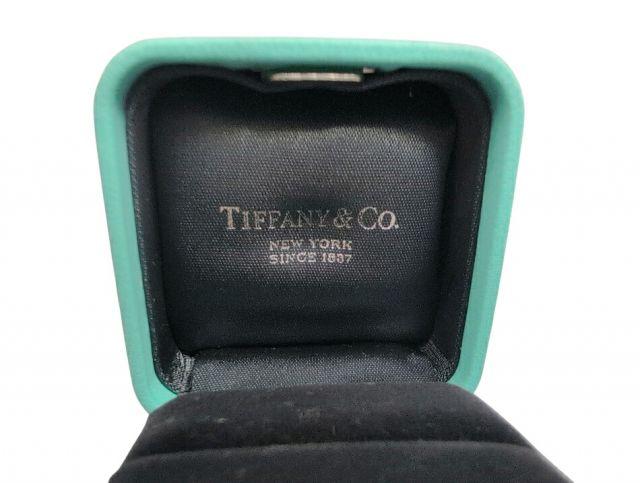 TIFFANY & CO.
NEW YORK
SINCE 1837